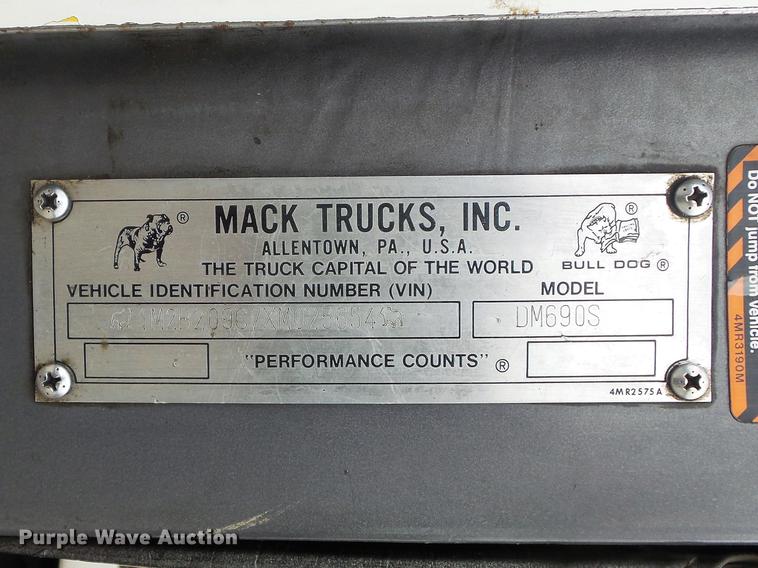 MACK TRUCKS, INC.
ALLENTOWN, PA., U.S.A.
THE TRUCK CAPITAL OF THE WORLD
BULL DOG ®
VEHICLE IDENTIFICATION NUMBER (VIN)
MODEL
DM690S
"PERFORMANCE COUNTS" ®
4MR2575A
Do NOT jump from vehicle.
4MR3190M
Purple Wave Auction